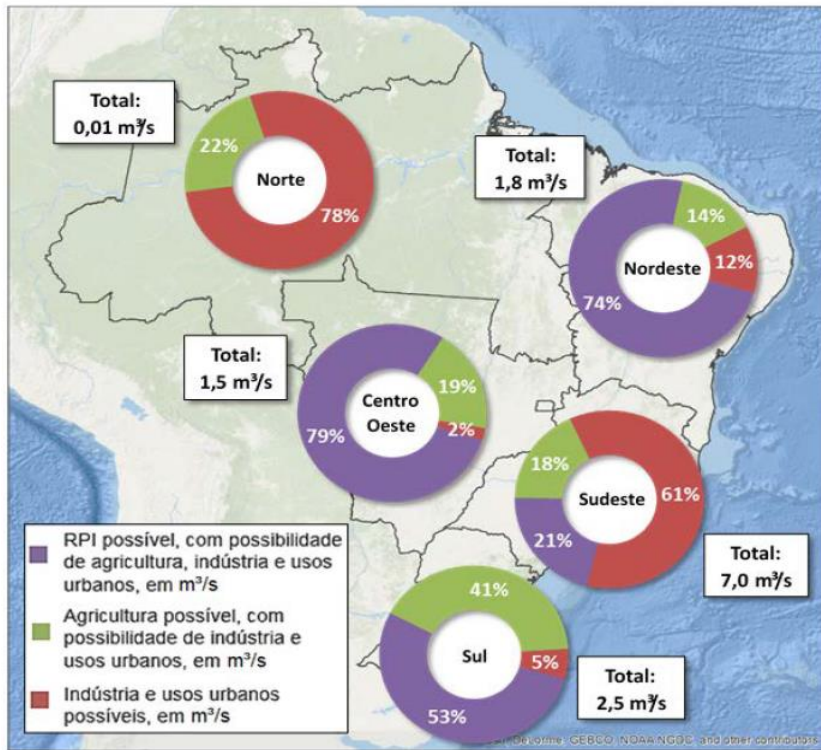 Total:
0,01 m³/s
22%
Norte
78%
Total:
1,8 m³/s
14%
Nordeste
12%
74%
Total:
1,5 m³/s
19%
Centro
Oeste
2%
79%
18%
61%
Sudeste
21%
Total:
7,0 m³/s
RPI possível, com possibilidade
de agricultura, indústria e usos
urbanos, em m³/s
Agricultura possível, com
possibilidade de indústria e
usos urbanos, em m³/s
Indústria e usos urbanos
possíveis, em m³/s
41%
Sul
5%
53%
Total:
2,5 m³/s
DeLorme, GEBCO, NOAA NGDC, and other contributors